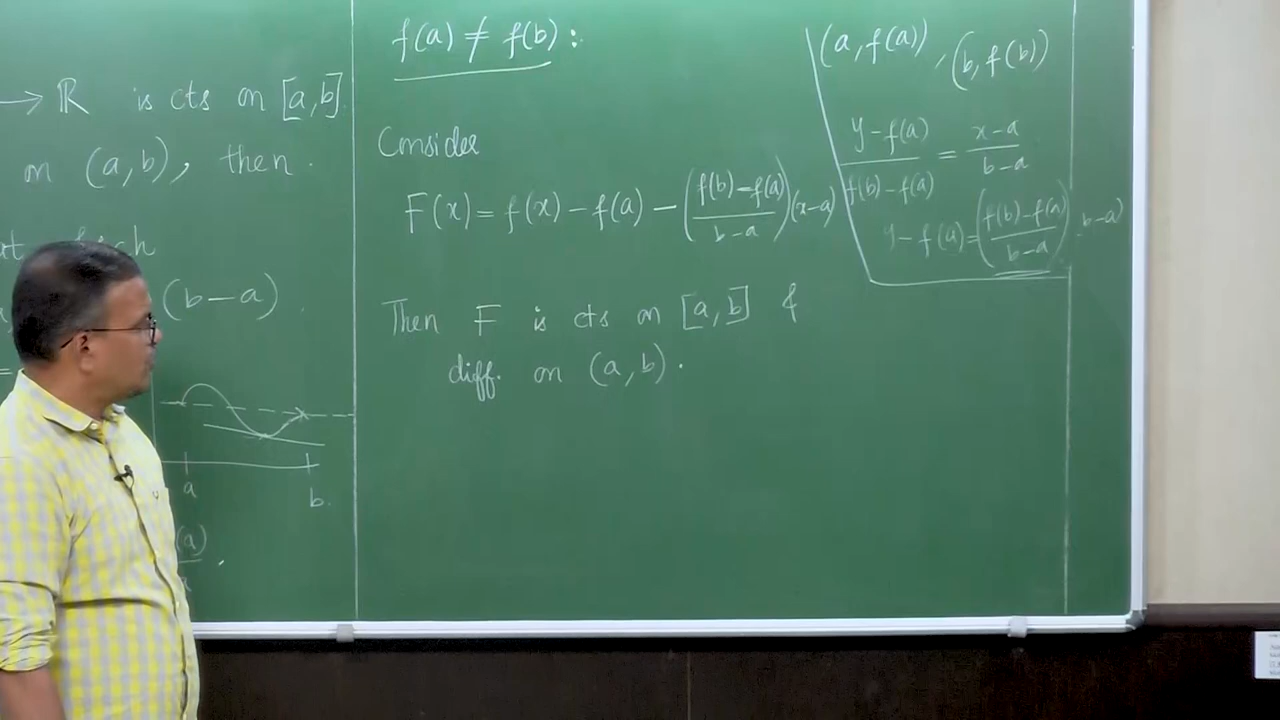 → ℝ is cts on [a,b]
on (a,b), then.
(b-a).
a
b.
f(a) ≠ f(b):
Consider
F(x) = f(x) - f(a) - ((f(b)-f(a))/(b-a))(x-a)
Then F is cts on [a,b] &
diff. on (a,b).
(a, f(a)), (b, f(b))
(y-f(a))/(f(b)-f(a)) = (x-a)/(b-a)
y-f(a) = ((f(b)-f(a))/(b-a)) b-a)